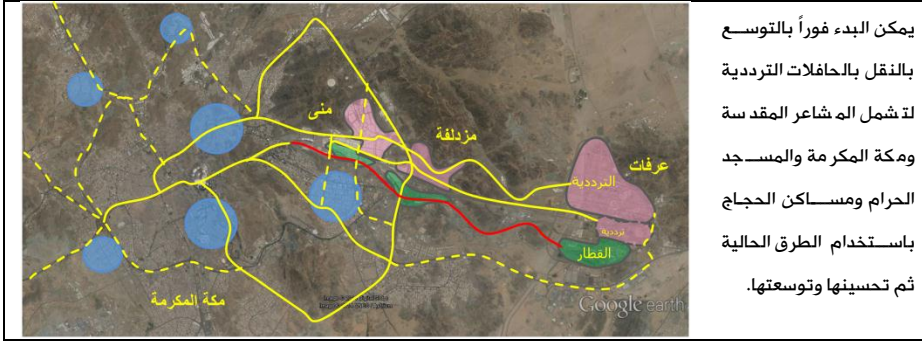 يمكن البدء فوراً بالتوسع
بالنقل بالحافلات الترددية
لتشمل المشاعر المقدسة
ومكة المكرمة والمسجد
الحرام ومساكن الحجاج
باستخدام الطرق الحالية
ثم تحسينها وتوسعتها.
منى
مزدلفة
عرفات
الترددية
ترددية
القطار
مكة المكرمة
Google earth